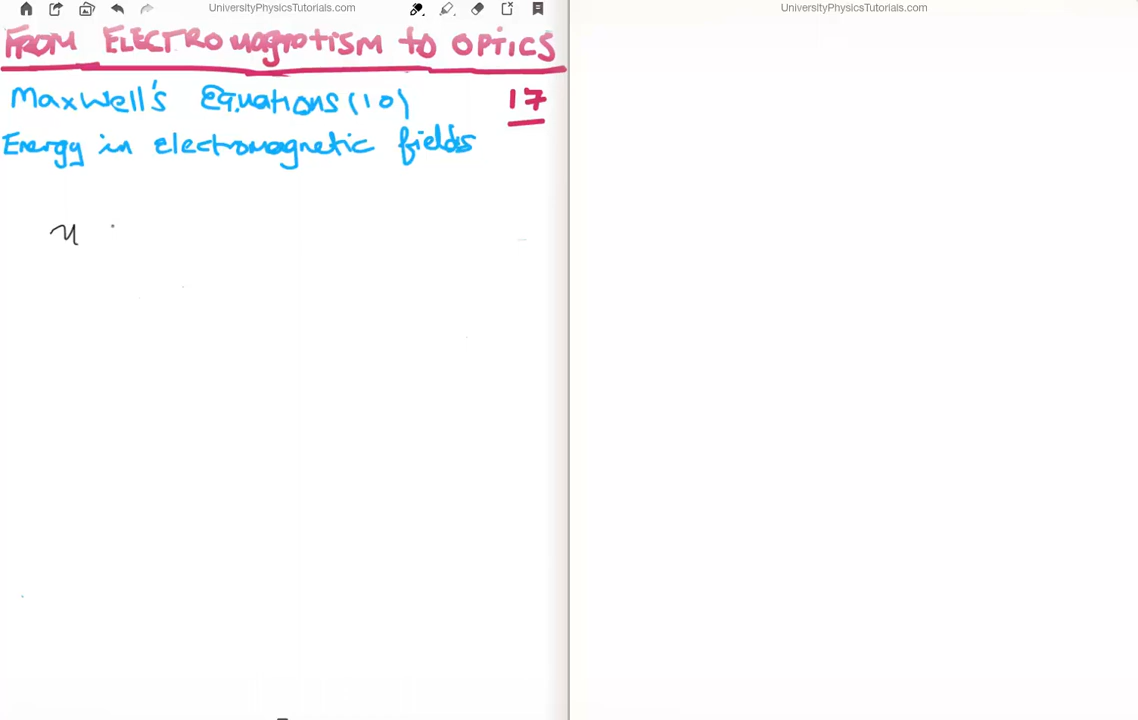 UniversityPhysicsTutorials.com
FROM ELECTROmagnetism to OPTICS
Maxwell's Equations (10)
17
Energy in electromagnetic fields
u
UniversityPhysicsTutorials.com